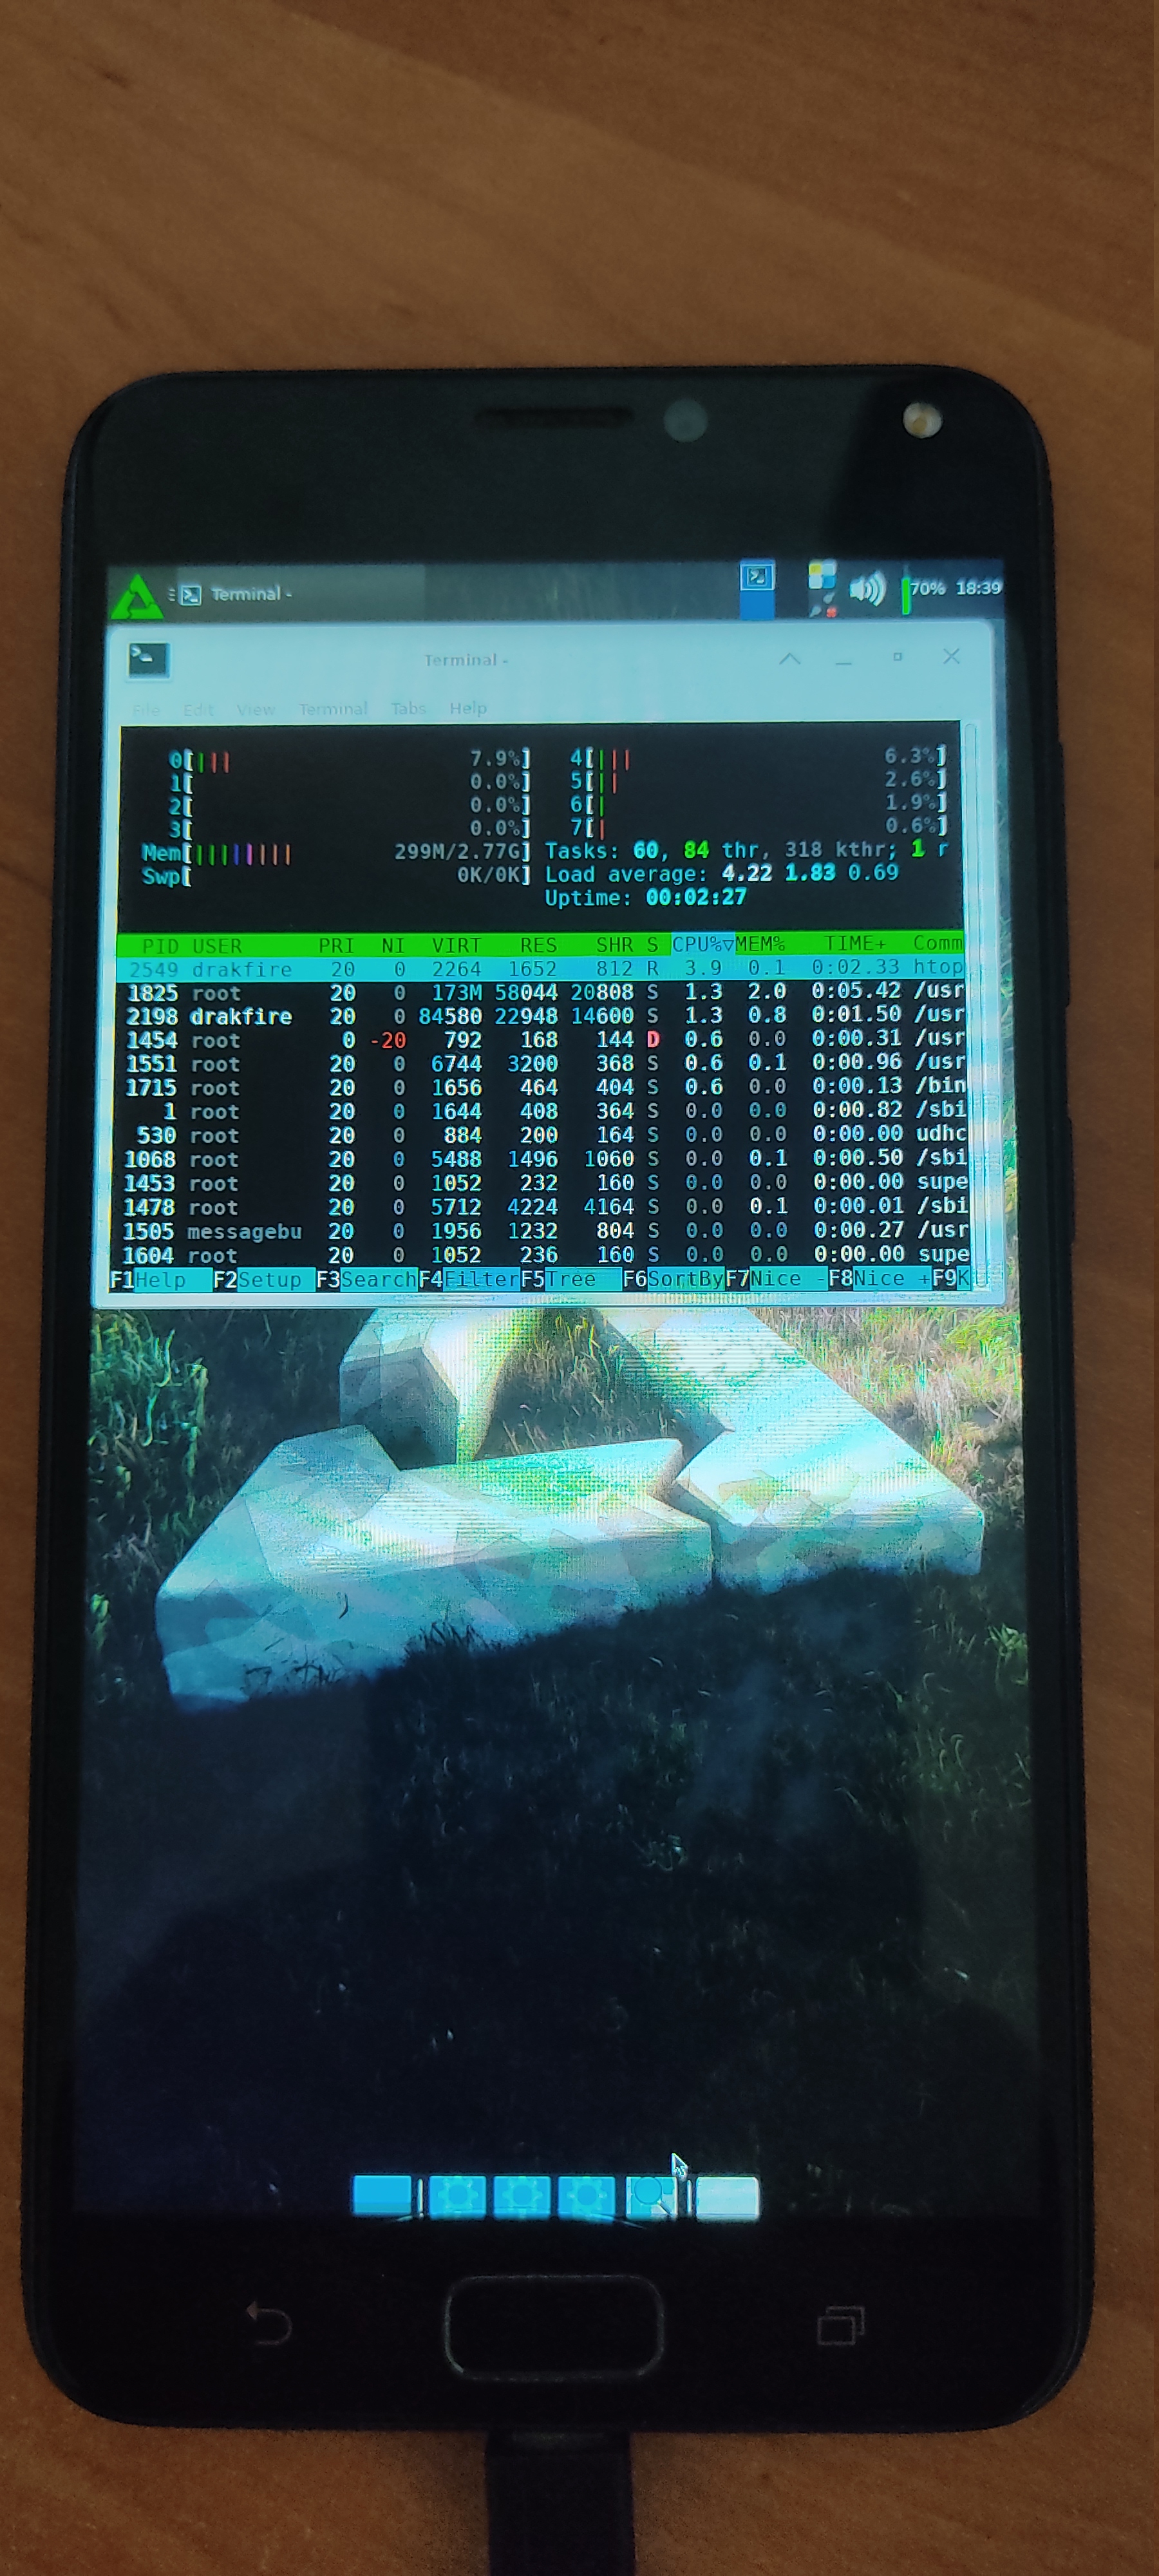 Terminal -
70% 18:39
Terminal -
File Edit View Terminal Tabs Help
0[||| 7.9%] 4[||| 6.3%]
1[ 0.0%] 5[|| 2.6%]
2[ 0.0%] 6[| 1.9%]
3[ 0.0%] 7[| 0.6%]
Mem[|||||||| 299M/2.77G] Tasks: 60, 84 thr, 318 kthr; 1 r
Swp[ 0K/0K] Load average: 4.22 1.83 0.69
Uptime: 00:02:27
PID USER PRI NI VIRT RES SHR S CPU%▽MEM% TIME+ Comm
2549 drakfire 20 0 2264 1652 812 R 3.9 0.1 0:02.33 htop
1825 root 20 0 173M 58044 20808 S 1.3 2.0 0:05.42 /usr
2198 drakfire 20 0 84580 22948 14600 S 1.3 0.8 0:01.50 /usr
1454 root 0 -20 792 168 144 D 0.6 0.0 0:00.31 /usr
1551 root 20 0 6744 3200 368 S 0.6 0.1 0:00.96 /usr
1715 root 20 0 1656 464 404 S 0.6 0.0 0:00.13 /bin
1 root 20 0 1644 408 364 S 0.0 0.0 0:00.82 /sbi
530 root 20 0 884 200 164 S 0.0 0.0 0:00.00 udhc
1068 root 20 0 5488 1496 1060 S 0.0 0.1 0:00.50 /sbi
1453 root 20 0 1052 232 160 S 0.0 0.0 0:00.00 supe
1478 root 20 0 5712 4224 4164 S 0.0 0.1 0:00.01 /sbi
1505 messagebu 20 0 1956 1232 804 S 0.0 0.0 0:00.27 /usr
1604 root 20 0 1052 236 160 S 0.0 0.0 0:00.00 supe
F1Help F2Setup F3SearchF4FilterF5Tree F6SortByF7Nice -F8Nice +F9K